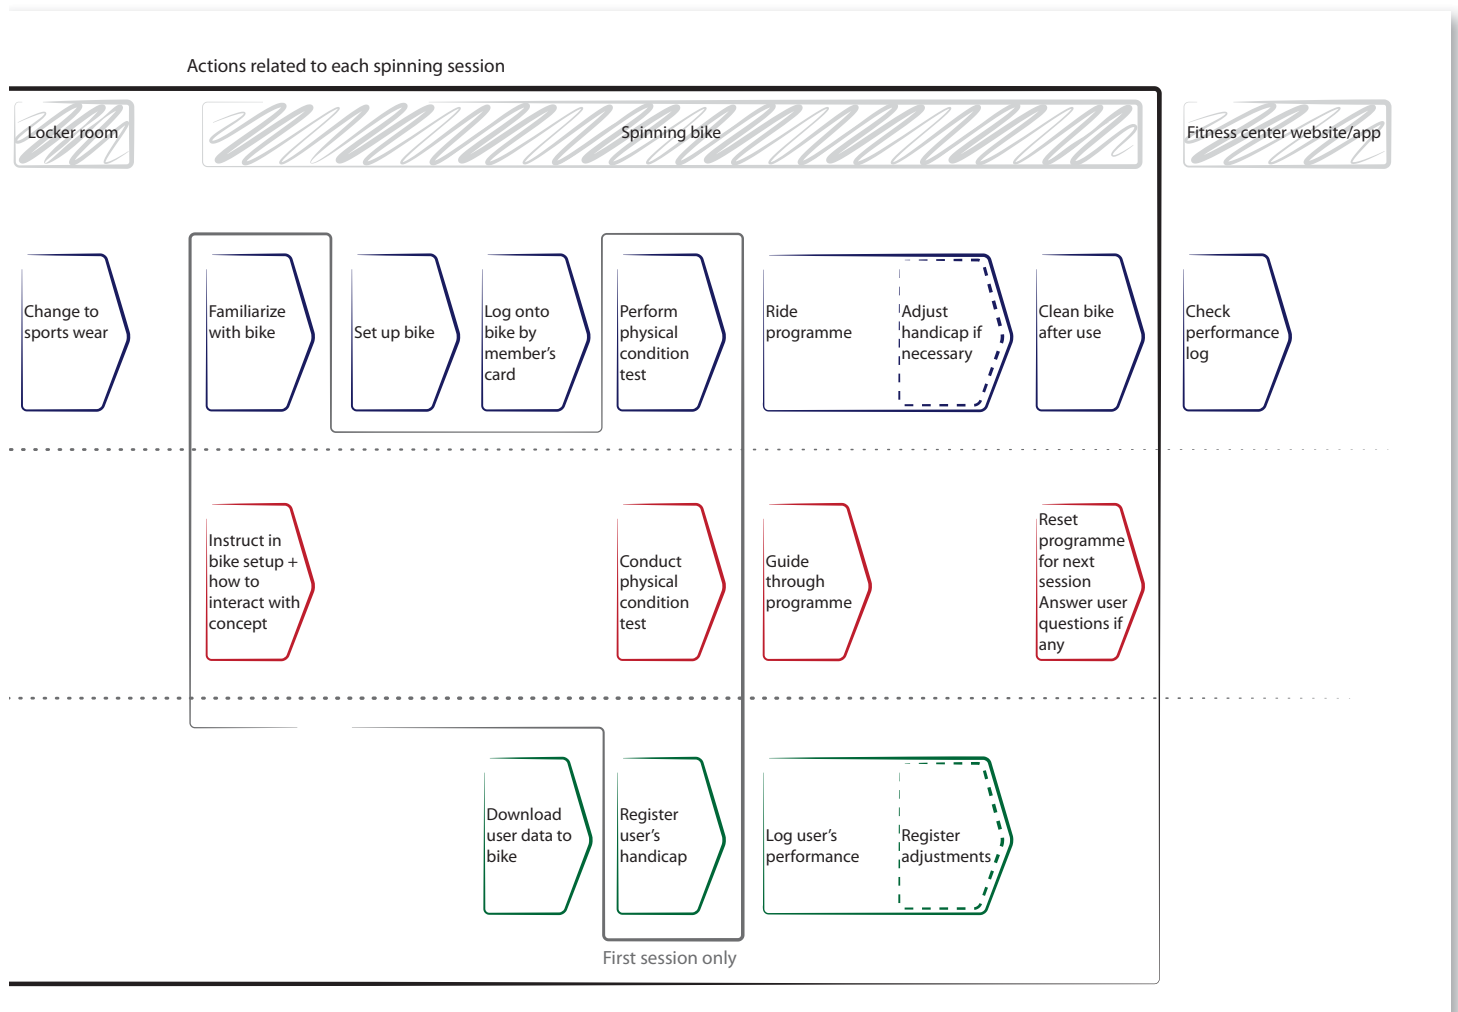 Actions related to each spinning session
Locker room
Spinning bike
Fitness center website/app
Change to
sports wear
Familiarize
with bike
Set up bike
Log onto
bike by
member's
card
Perform
physical
condition
test
Ride
programme
Adjust
handicap if
necessary
Clean bike
after use
Check
performance
log
Instruct in
bike setup +
how to
interact with
concept
Conduct
physical
condition
test
Guide
through
programme
Reset
programme
for next
session
Answer user
questions if
any
Download
user data to
bike
Register
user's
handicap
Log user's
performance
Register
adjustments
First session only